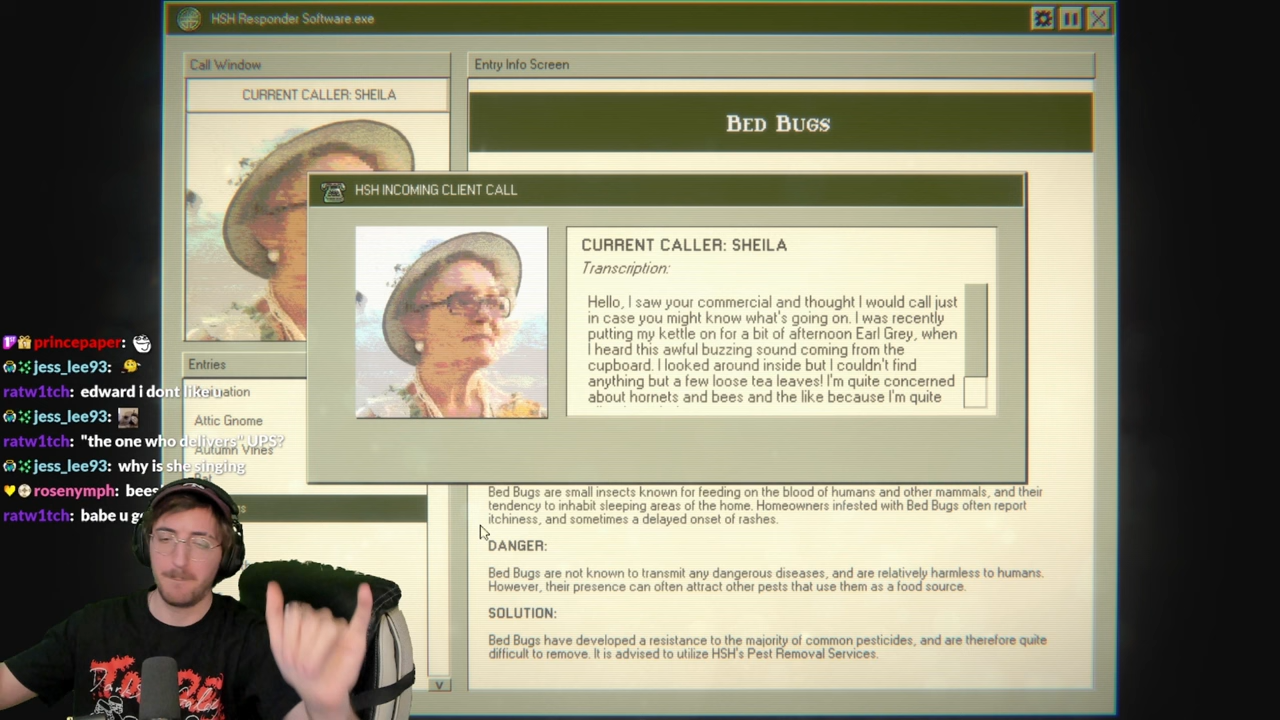 HSH Responder Software.exe
Call Window
CURRENT CALLER: SHEILA
Entry Info Screen
BED BUGS
HSH INCOMING CLIENT CALL
CURRENT CALLER: SHEILA
Transcription:
Hello, I saw your commercial and thought I would call just
in case you might know what's going on. I was recently
putting my kettle on for a bit of afternoon Earl Grey, when
I heard this awful buzzing sound coming from the
cupboard. I looked around inside but I couldn't find
anything but a few loose tea leaves! I'm quite concerned
about hornets and bees and the like because I'm quite
Entries
Attic Gnome
Autumn Vines
princepaper:
jess_lee93:
ratw1tch: edward i dont like u
jess_lee93:
ratw1tch: "the one who delivers" UPS?
jess_lee93: why is she singing
rosenymph: bees
ratw1tch: babe u
Bed Bugs are small insects known for feeding on the blood of humans and other mammals, and their
tendency to inhabit sleeping areas of the home. Homeowners infested with Bed Bugs often report
itchiness, and sometimes a delayed onset of rashes.
DANGER:
Bed Bugs are not known to transmit any dangerous diseases, and are relatively harmless to humans.
However, their presence can often attract other pests that use them as a food source.
SOLUTION:
Bed Bugs have developed a resistance to the majority of common pesticides, and are therefore quite
difficult to remove. It is advised to utilize HSH's Pest Removal Services.